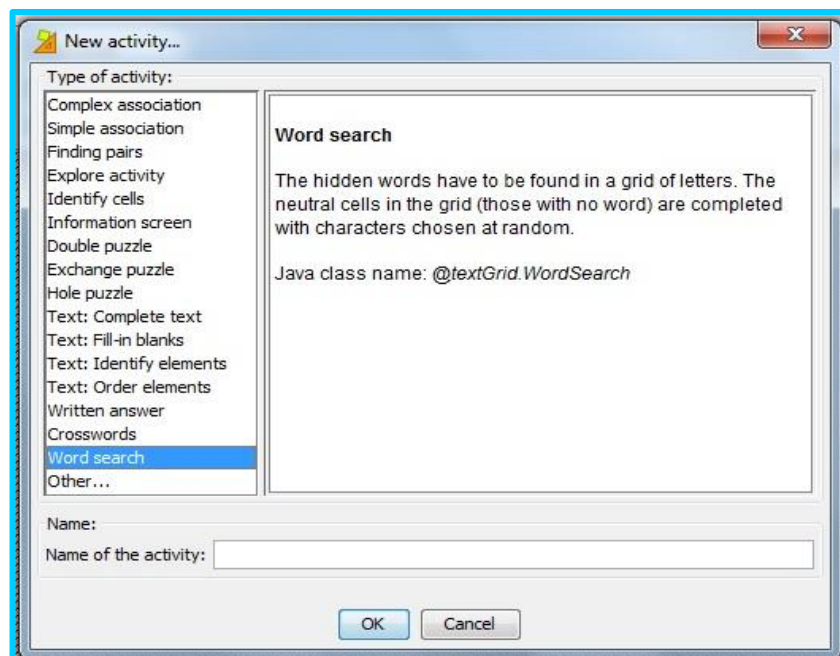 New activity...
Type of activity:
Complex association
Simple association
Finding pairs
Explore activity
Identify cells
Information screen
Double puzzle
Exchange puzzle
Hole puzzle
Text: Complete text
Text: Fill-in blanks
Text: Identify elements
Text: Order elements
Written answer
Crosswords
Word search
Other...
Word search
The hidden words have to be found in a grid of letters. The
neutral cells in the grid (those with no word) are completed
with characters chosen at random.
Java class name: @textGrid.WordSearch
Name:
Name of the activity:
OK
Cancel